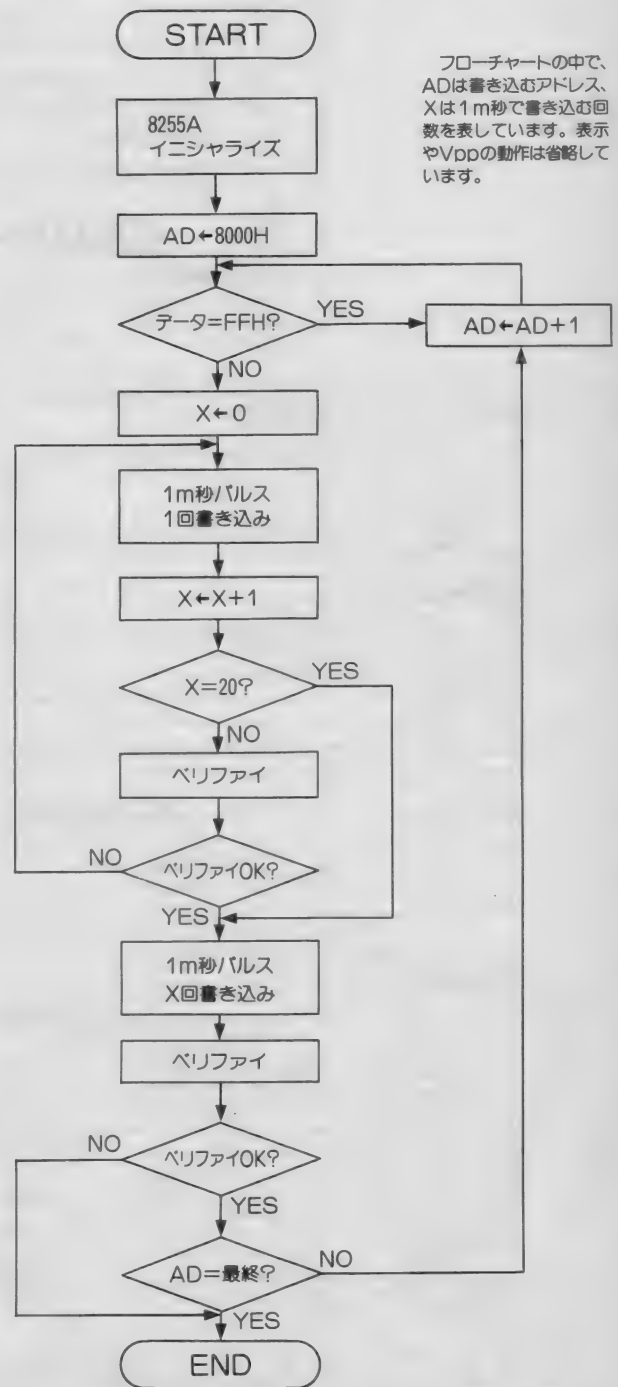 START
フローチャートの中で、
ADは書き込むアドレス、
Xは1m秒で書き込む回
数を表しています。表示
やVppの動作は省略して
います。
8255A
イニシャライズ
AD←8000H
データ=FFH?
YES
AD←AD+1
NO
X←0
1m秒パルス
1回書き込み
X←X+1
X=20?
YES
NO
ベリファイ
NO
ベリファイOK?
YES
1m秒パルス
X回書き込み
ベリファイ
NO
ベリファイOK?
YES
AD=最終?
NO
YES
END